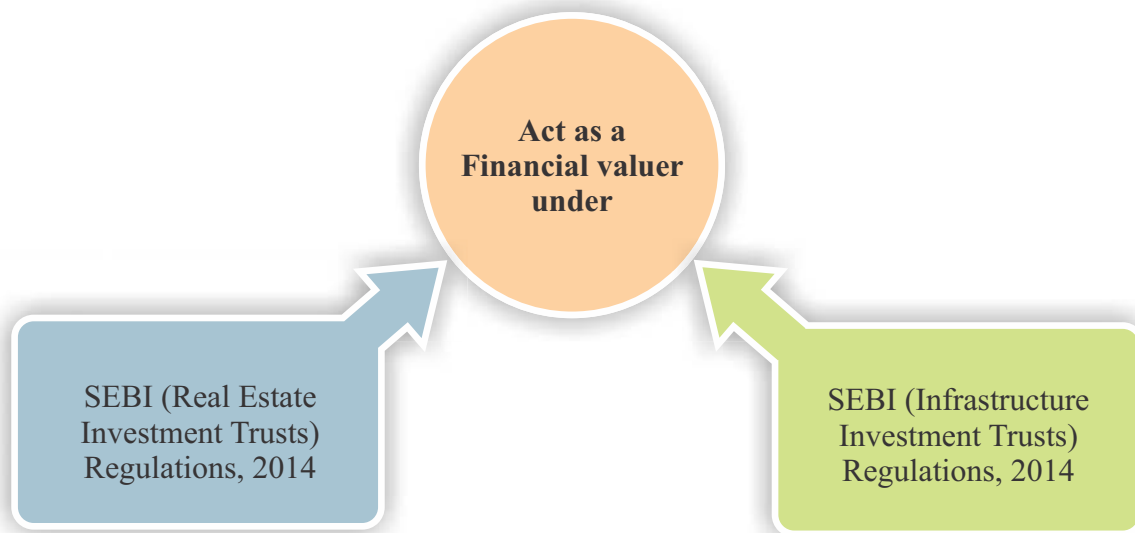 Act as a
Financial valuer
under
SEBI (Real Estate
Investment Trusts)
Regulations, 2014
SEBI (Infrastructure
Investment Trusts)
Regulations, 2014